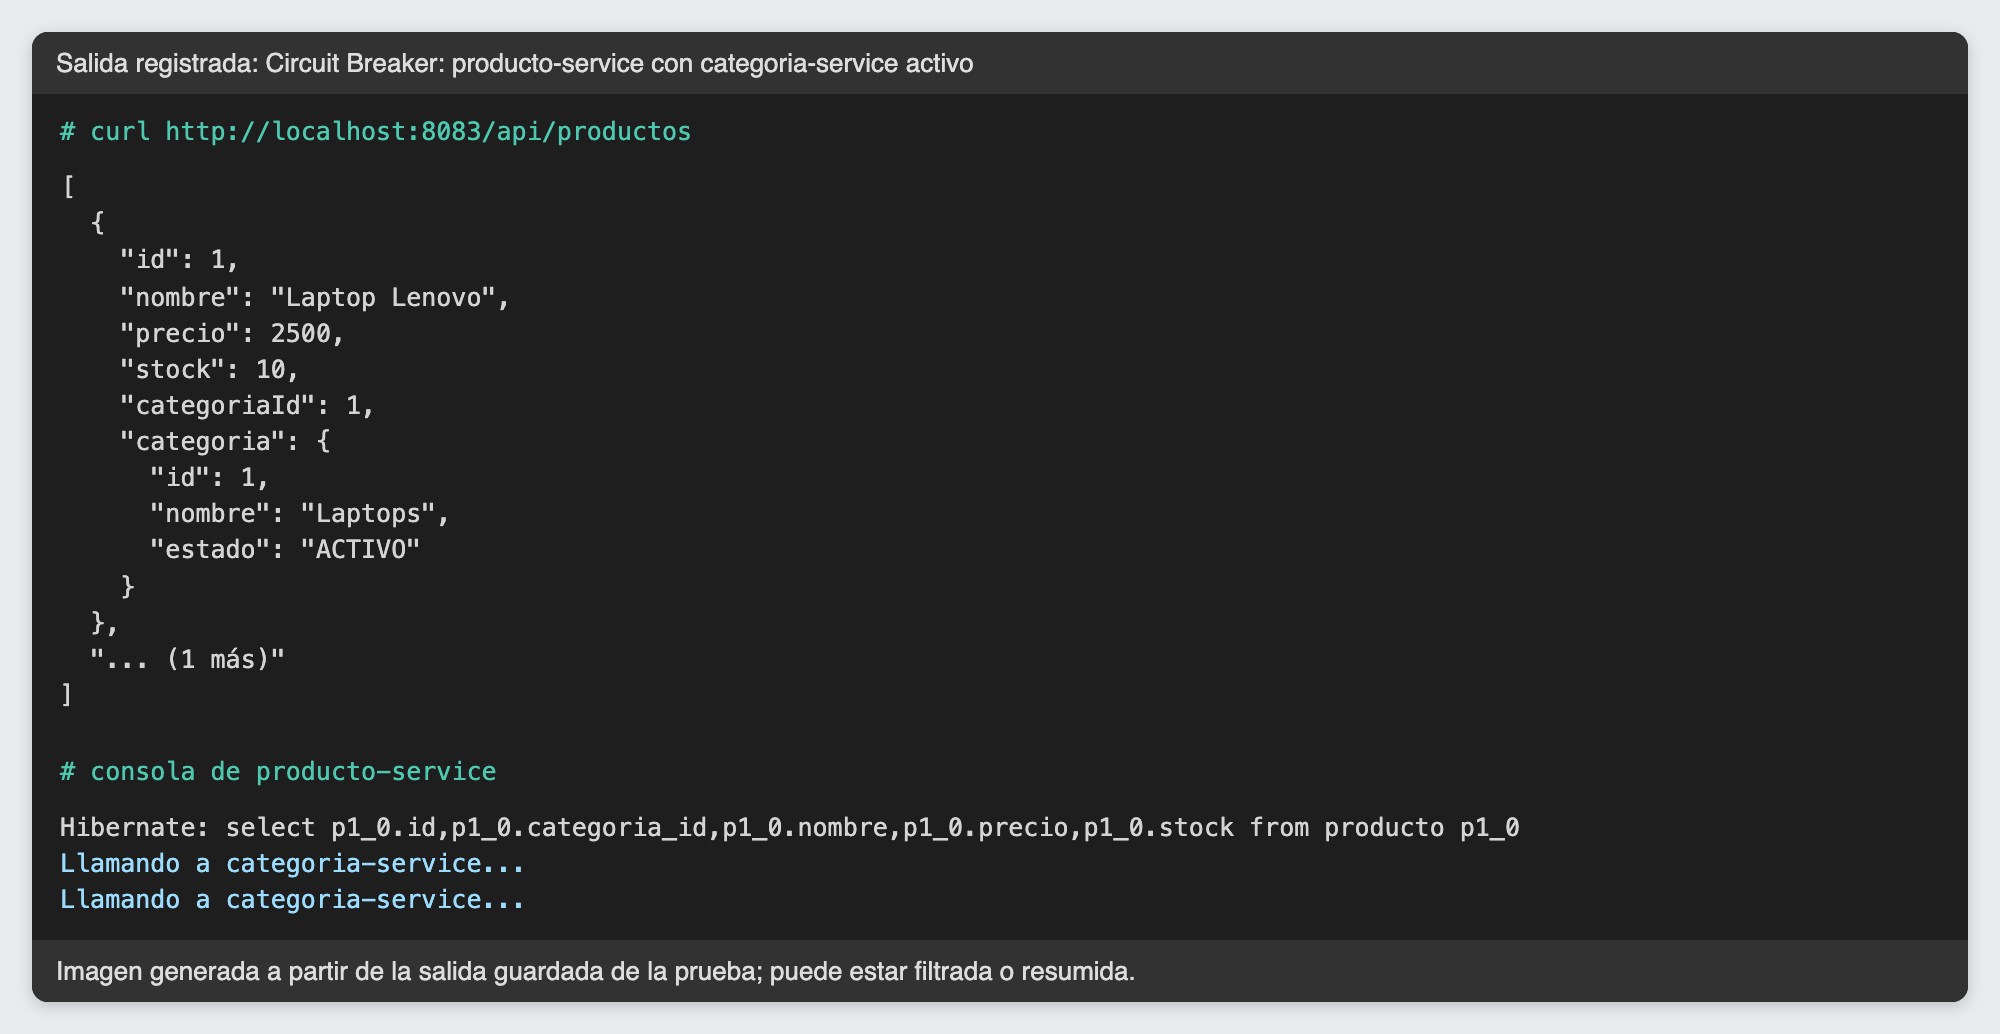 Salida registrada: Circuit Breaker: producto-service con categoria-service activo
# curl http://localhost:8083/api/productos
[
  {
    "id": 1,
    "nombre": "Laptop Lenovo",
    "precio": 2500,
    "stock": 10,
    "categoriaId": 1,
    "categoria": {
      "id": 1,
      "nombre": "Laptops",
      "estado": "ACTIVO"
    }
  },
  "... (1 más)"
]
# consola de producto-service
Hibernate: select p1_0.id,p1_0.categoria_id,p1_0.nombre,p1_0.precio,p1_0.stock from producto p1_0
Llamando a categoria-service...
Llamando a categoria-service...
Imagen generada a partir de la salida guardada de la prueba; puede estar filtrada o resumida.